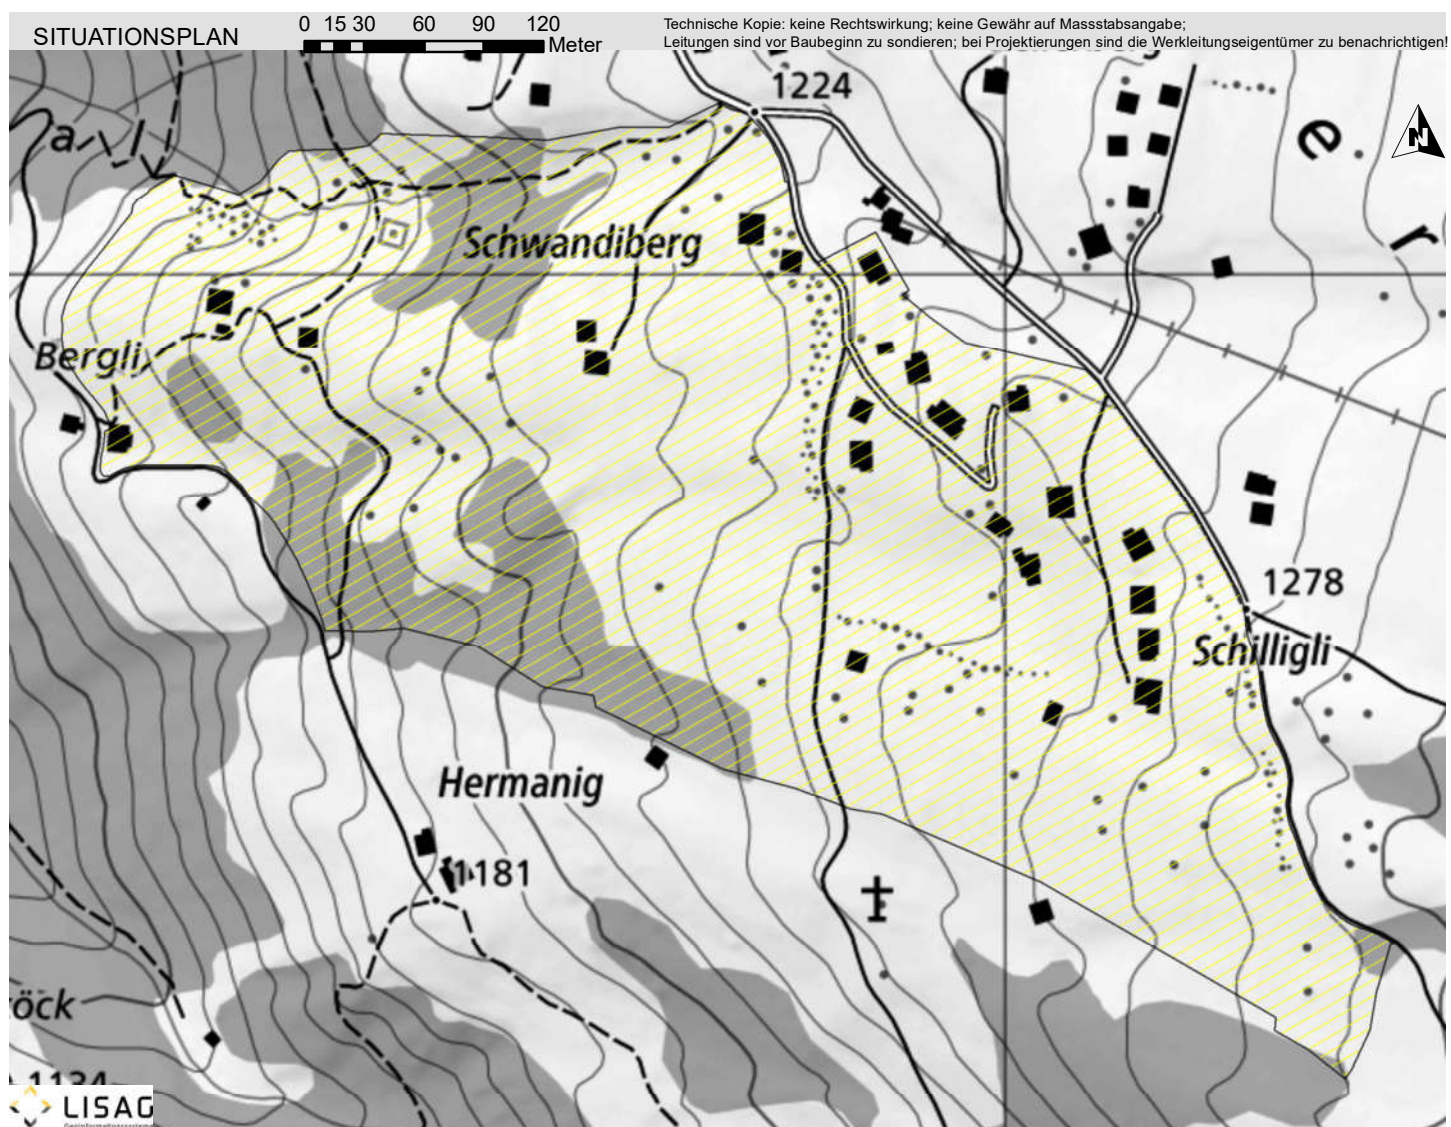 SITUATIONSPLAN
0 15 30 60 90 120
Meter
Technische Kopie: keine Rechtswirkung; keine Gewähr auf Massstabsangabe;
Leitungen sind vor Baubeginn zu sondieren; bei Projektierungen sind die Werkleitungseigentümer zu benachrichtigen!
1224
a l
e
N
r
Schwandiberg
Bergli
1278
Schilligli
Hermanig
1181
öck
1134
LISAG